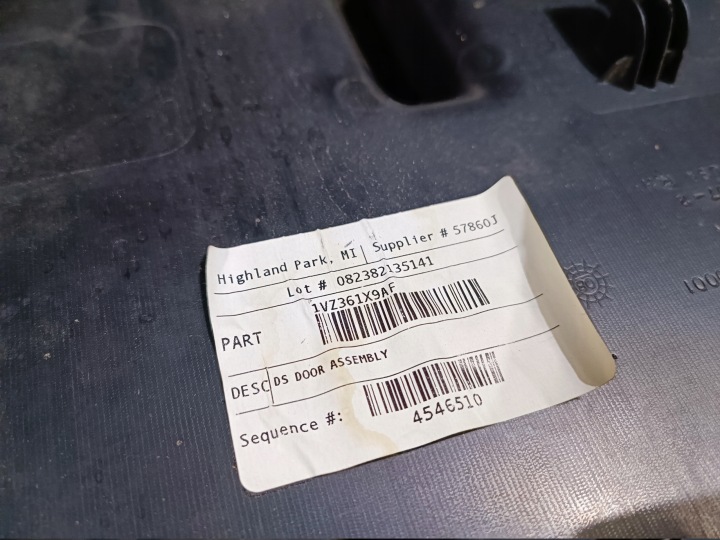 Highland Park, MI Supplier # 57860J
Lot # 082382135141
1VZ361X9AF
PART
DESC DS DOOR ASSEMBLY
Sequence #:
4546510